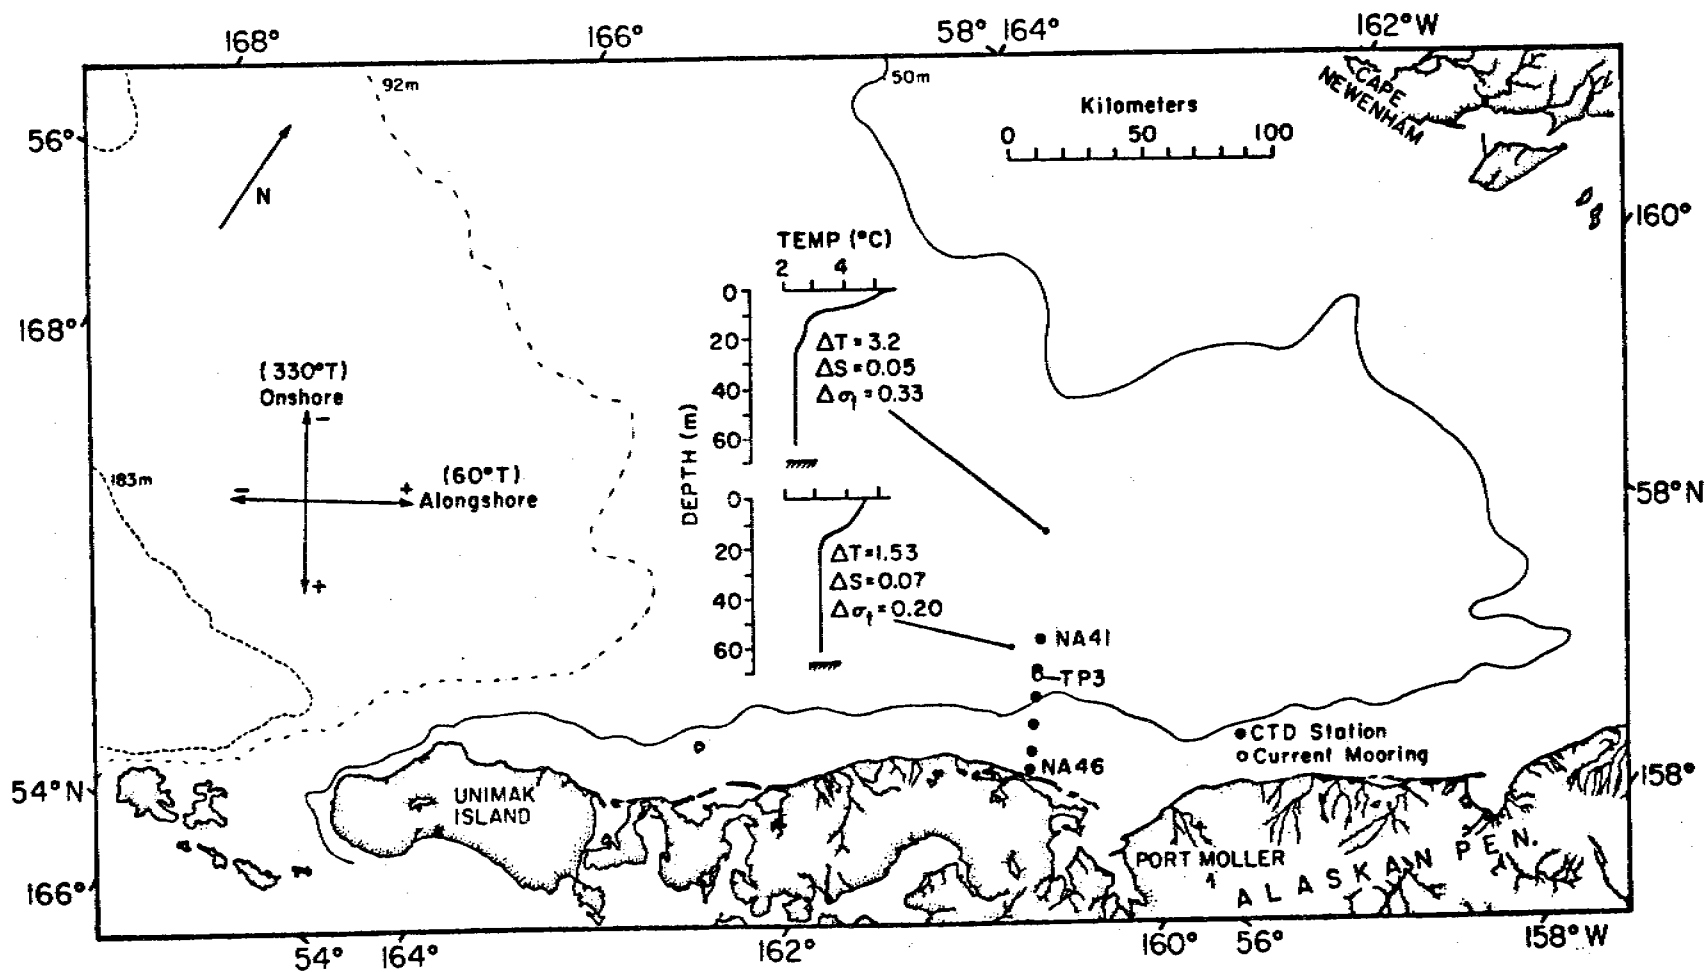 168°
166°
58° 164°
162°W
92m
50m
Kilometers
0 50 100
CAPE
NEWENHAM
56°
N
160°
TEMP (°C)
2 4
0
20
40
60
ΔT=3.2
ΔS=0.05
Δσt=0.33
168°
(330°T)
Onshore
−
(60°T)
− + Alongshore
+
183m
DEPTH (m)
58°N
0
20
40
60
ΔT=1.53
ΔS=0.07
Δσt=0.20
NA41
TP3
CTD Station
Current Mooring
NA46
54°N
158°
UNIMAK
ISLAND
PORT MOLLER
ALASKAN PEN.
166°
54° 164°
162°
160° 56°
158°W